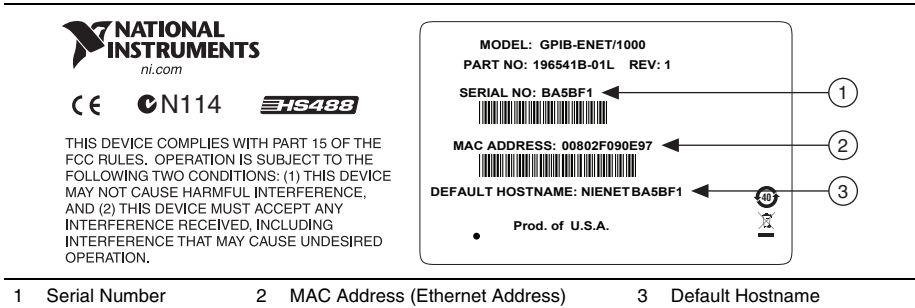 NATIONAL
INSTRUMENTS
ni.com
CE N114 HS488
THIS DEVICE COMPLIES WITH PART 15 OF THE
FCC RULES. OPERATION IS SUBJECT TO THE
FOLLOWING TWO CONDITIONS: (1) THIS DEVICE
MAY NOT CAUSE HARMFUL INTERFERENCE,
AND (2) THIS DEVICE MUST ACCEPT ANY
INTERFERENCE RECEIVED, INCLUDING
INTERFERENCE THAT MAY CAUSE UNDESIRED
OPERATION.
MODEL: GPIB-ENET/1000
PART NO: 196541B-01L REV: 1
SERIAL NO: BA5BF1
1
MAC ADDRESS: 00802F090E97
2
DEFAULT HOSTNAME: NIENETBA5BF1
3
40
Prod. of U.S.A.
1 Serial Number 2 MAC Address (Ethernet Address) 3 Default Hostname